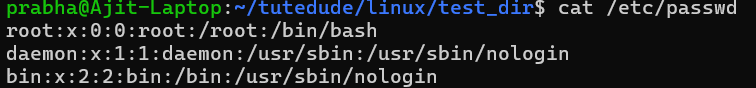 prabha@Ajit-Laptop:~/tutedude/linux/test_dir$ cat /etc/passwd
root:x:0:0:root:/root:/bin/bash
daemon:x:1:1:daemon:/usr/sbin:/usr/sbin/nologin
bin:x:2:2:bin:/bin:/usr/sbin/nologin